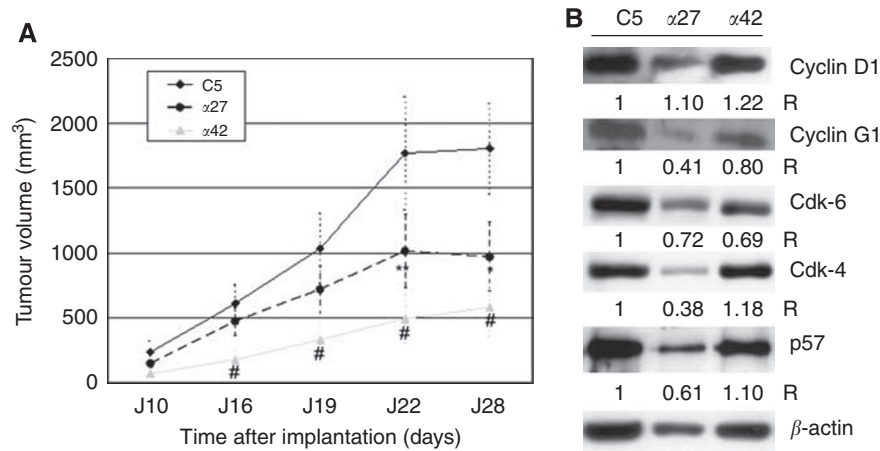 A
2500
2000
1500
1000
500
0
Tumour volume (mm³)
C5
α27
α42
**
*
#
#
#
#
#
J10
J16
J19
J22
J28
Time after implantation (days)
B
C5 α27 α42
Cyclin D1
1 1.10 1.22 R
Cyclin G1
1 0.41 0.80 R
Cdk-6
1 0.72 0.69 R
Cdk-4
1 0.38 1.18 R
p57
1 0.61 1.10 R
β-actin